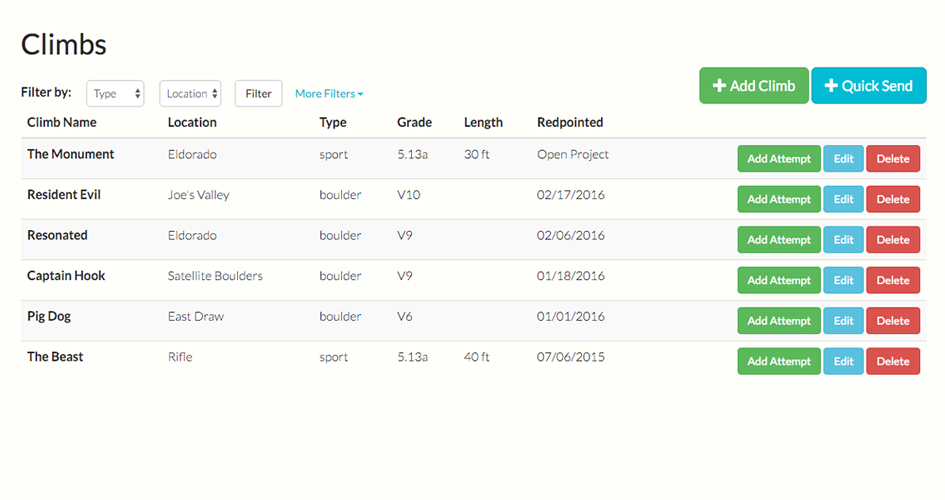 Climbs
Filter by: Type Location Filter More Filters + Add Climb + Quick Send
Climb Name Location Type Grade Length Redpointed
The Monument Eldorado sport 5.13a 30 ft Open Project Add Attempt Edit Delete
Resident Evil Joe's Valley boulder V10 02/17/2016 Add Attempt Edit Delete
Resonated Eldorado boulder V9 02/06/2016 Add Attempt Edit Delete
Captain Hook Satellite Boulders boulder V9 01/18/2016 Add Attempt Edit Delete
Pig Dog East Draw boulder V6 01/01/2016 Add Attempt Edit Delete
The Beast Rifle sport 5.13a 40 ft 07/06/2015 Add Attempt Edit Delete